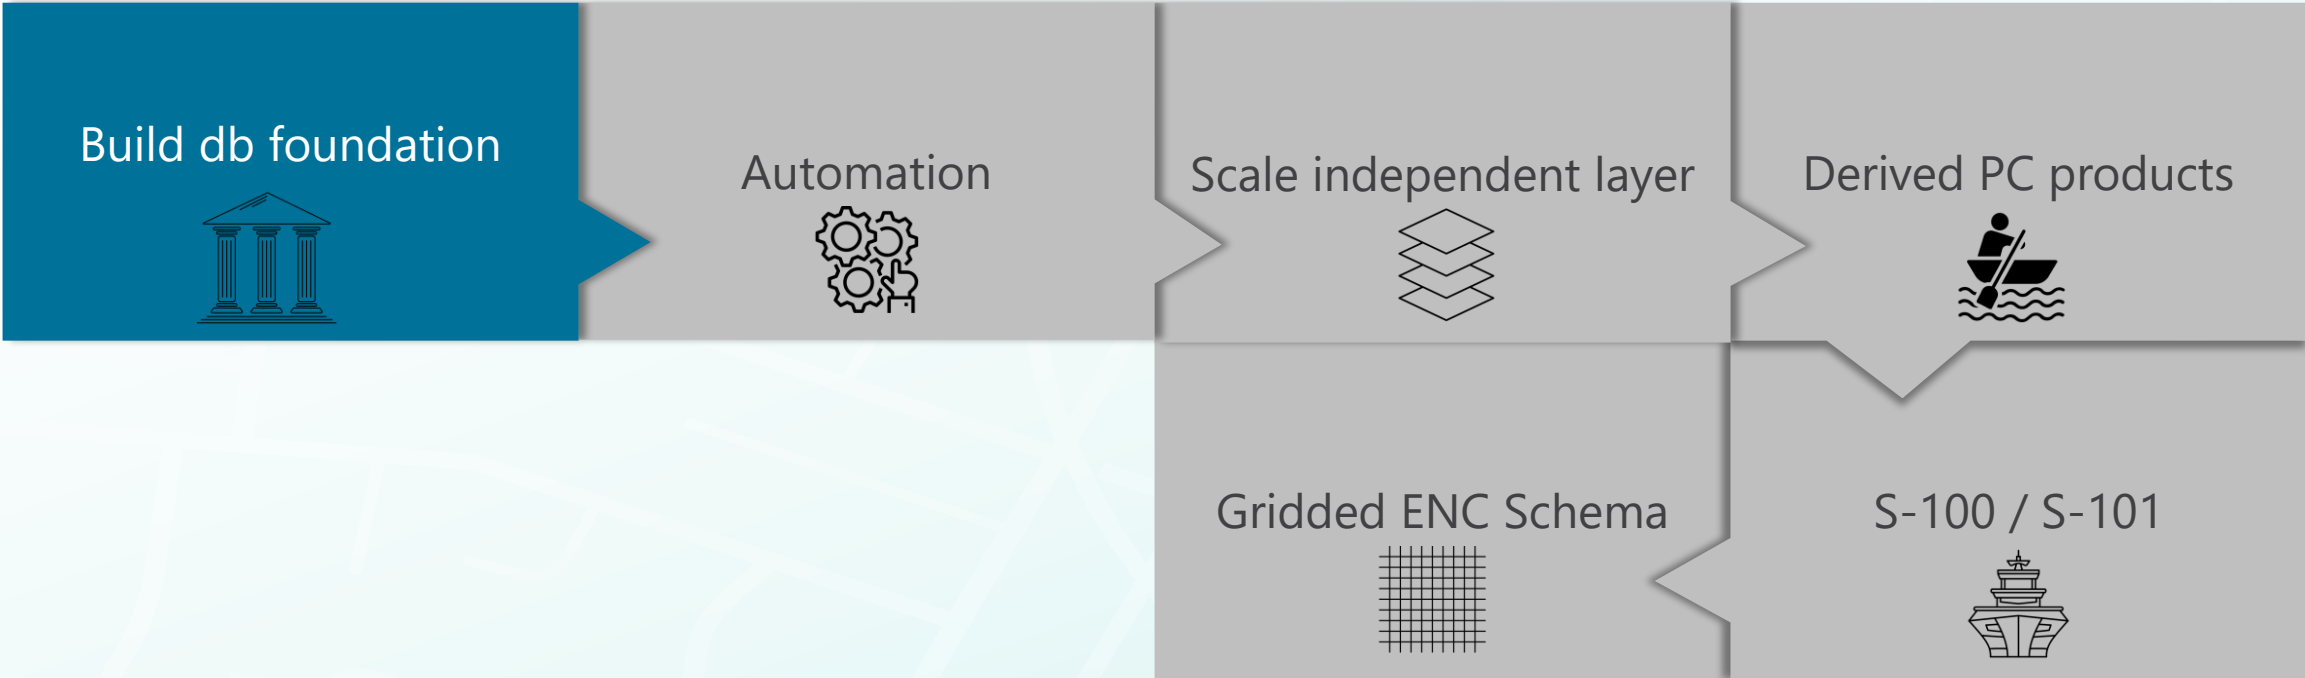 Build db foundation
Automation
Scale independent layer
Derived PC products
Gridded ENC Schema
S-100 / S-101